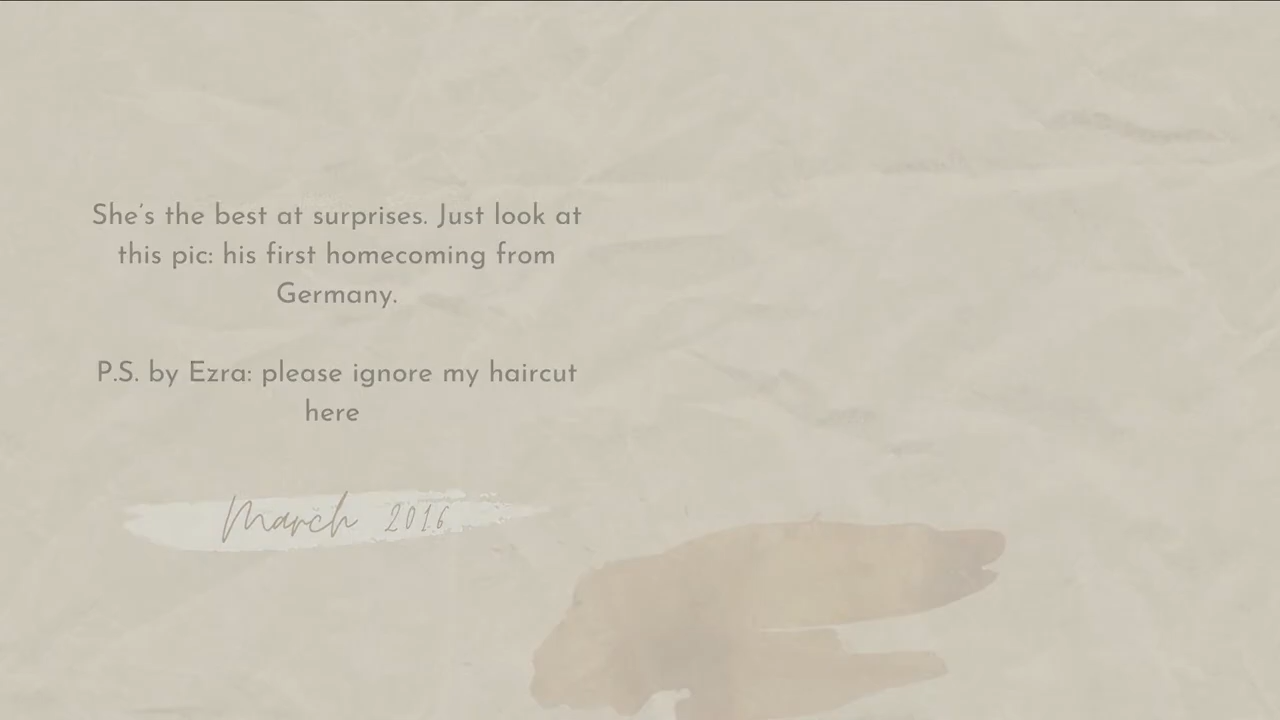 She's the best at surprises. Just look at
this pic: his first homecoming from
Germany.
P.S. by Ezra: please ignore my haircut
here
March 2016